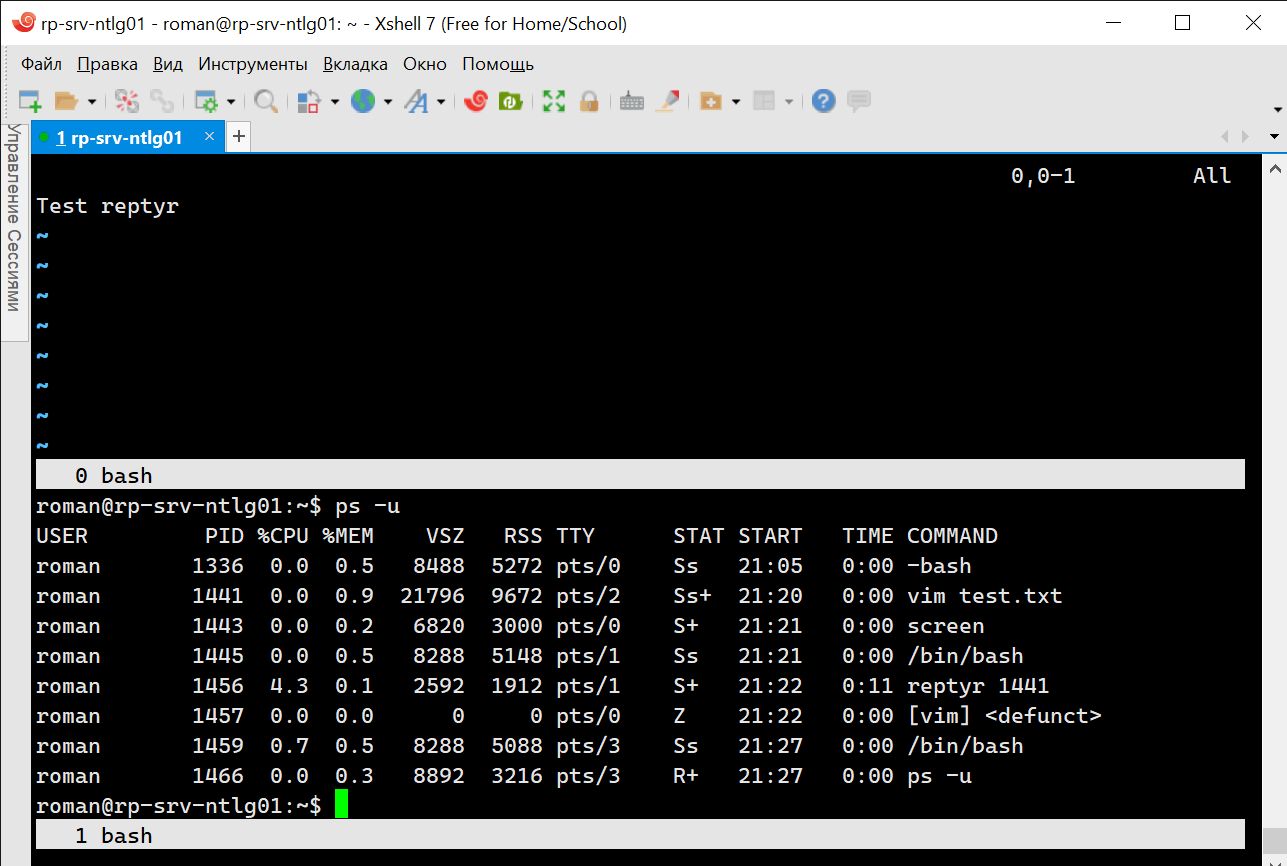 rp-srv-ntlg01 - roman@rp-srv-ntlg01: ~ - Xshell 7 (Free for Home/School)
Файл Правка Вид Инструменты Вкладка Окно Помощь
1 rp-srv-ntlg01 × +
Управление Сессиями
0,0-1 All
Test reptyr
~
~
~
~
~
~
~
~
0 bash
roman@rp-srv-ntlg01:~$ ps -u
USER PID %CPU %MEM VSZ RSS TTY STAT START TIME COMMAND
roman 1336 0.0 0.5 8488 5272 pts/0 Ss 21:05 0:00 -bash
roman 1441 0.0 0.9 21796 9672 pts/2 Ss+ 21:20 0:00 vim test.txt
roman 1443 0.0 0.2 6820 3000 pts/0 S+ 21:21 0:00 screen
roman 1445 0.0 0.5 8288 5148 pts/1 Ss 21:21 0:00 /bin/bash
roman 1456 4.3 0.1 2592 1912 pts/1 S+ 21:22 0:11 reptyr 1441
roman 1457 0.0 0.0 0 0 pts/0 Z 21:22 0:00 [vim] <defunct>
roman 1459 0.7 0.5 8288 5088 pts/3 Ss 21:27 0:00 /bin/bash
roman 1466 0.0 0.3 8892 3216 pts/3 R+ 21:27 0:00 ps -u
roman@rp-srv-ntlg01:~$
1 bash